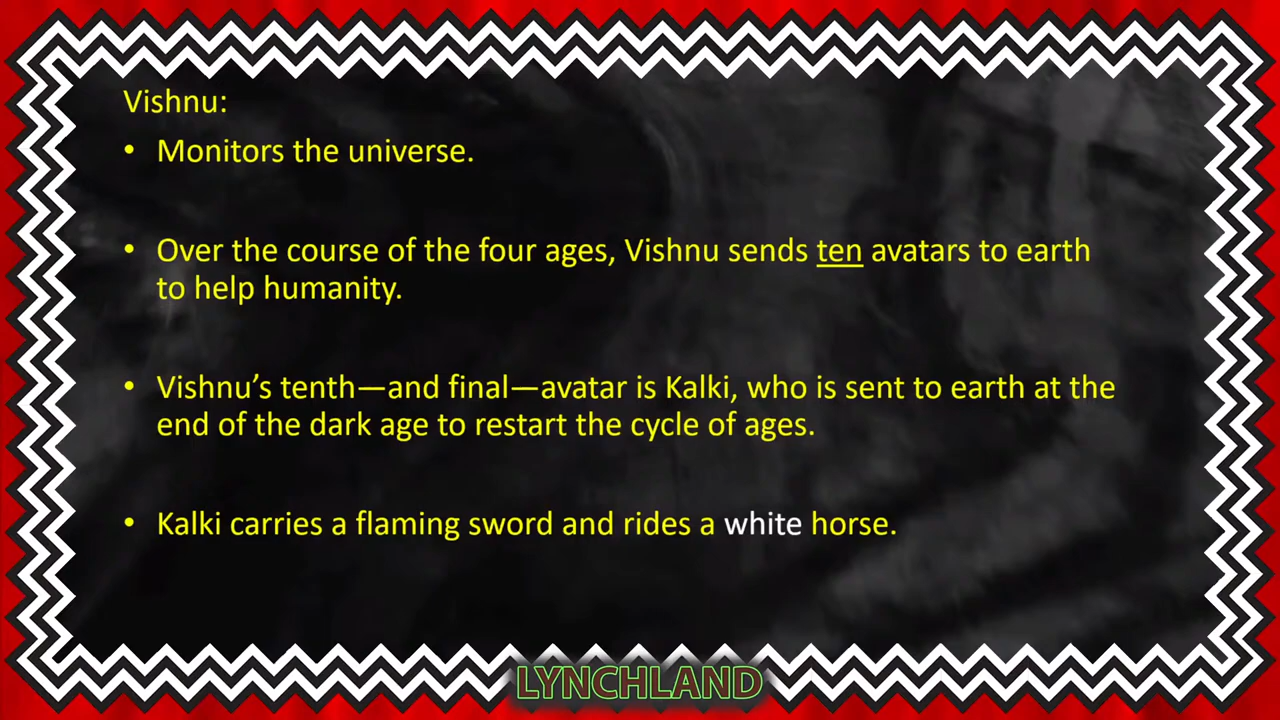 Vishnu:
• Monitors the universe.
• Over the course of the four ages, Vishnu sends ten avatars to earth
to help humanity.
• Vishnu’s tenth—and final—avatar is Kalki, who is sent to earth at the
end of the dark age to restart the cycle of ages.
• Kalki carries a flaming sword and rides a white horse.
LYNCHLAND